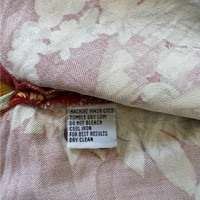 MACHINE WASH COLD
TUMBLE DRY LOW
DO NOT BLEACH
COOL IRON
FOR BEST RESULTS
DRY CLEAN